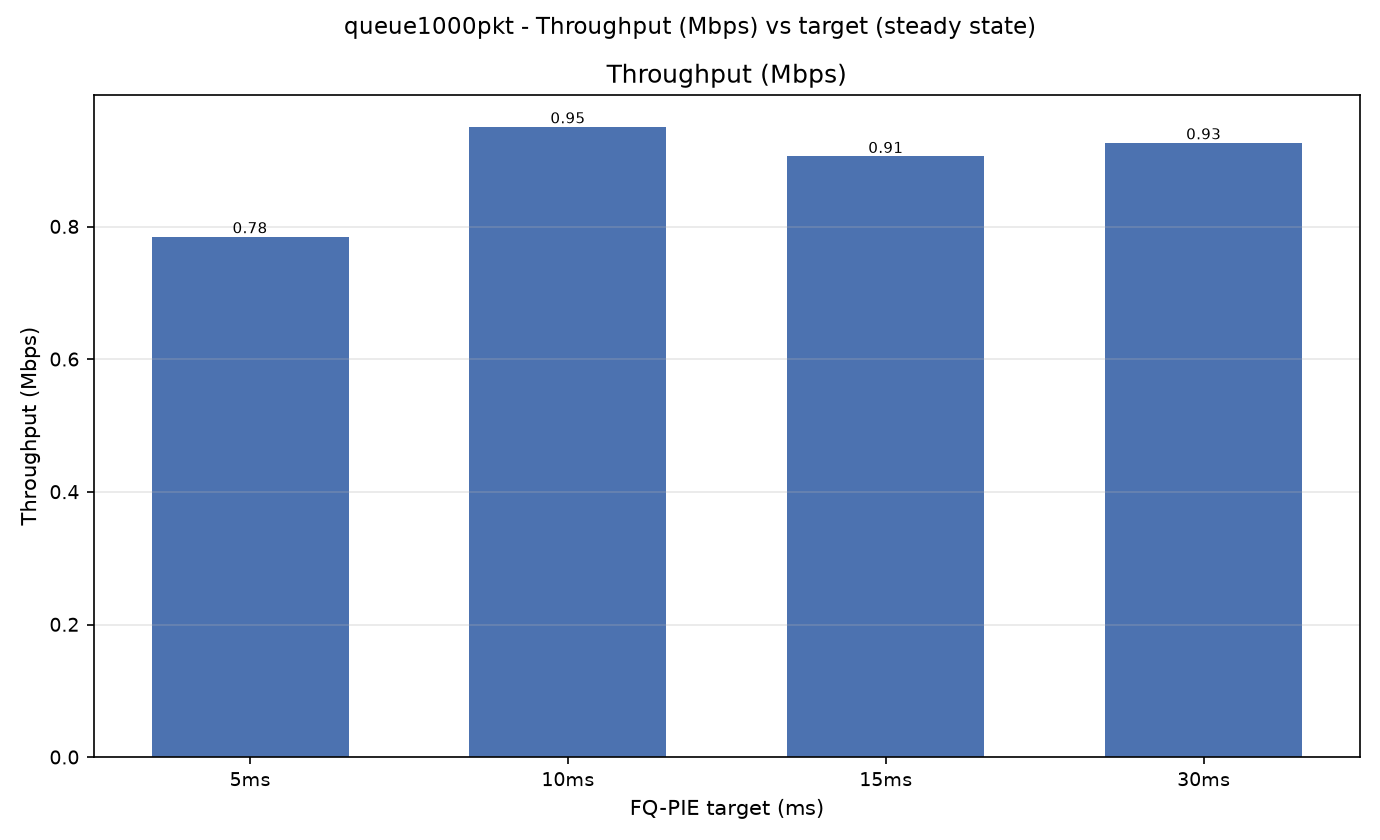 queue1000pkt - Throughput (Mbps) vs target (steady state)
Throughput (Mbps)
Throughput (Mbps)
0.8
0.6
0.4
0.2
0.0
0.78
0.95
0.91
0.93
5ms
10ms
15ms
30ms
FQ-PIE target (ms)